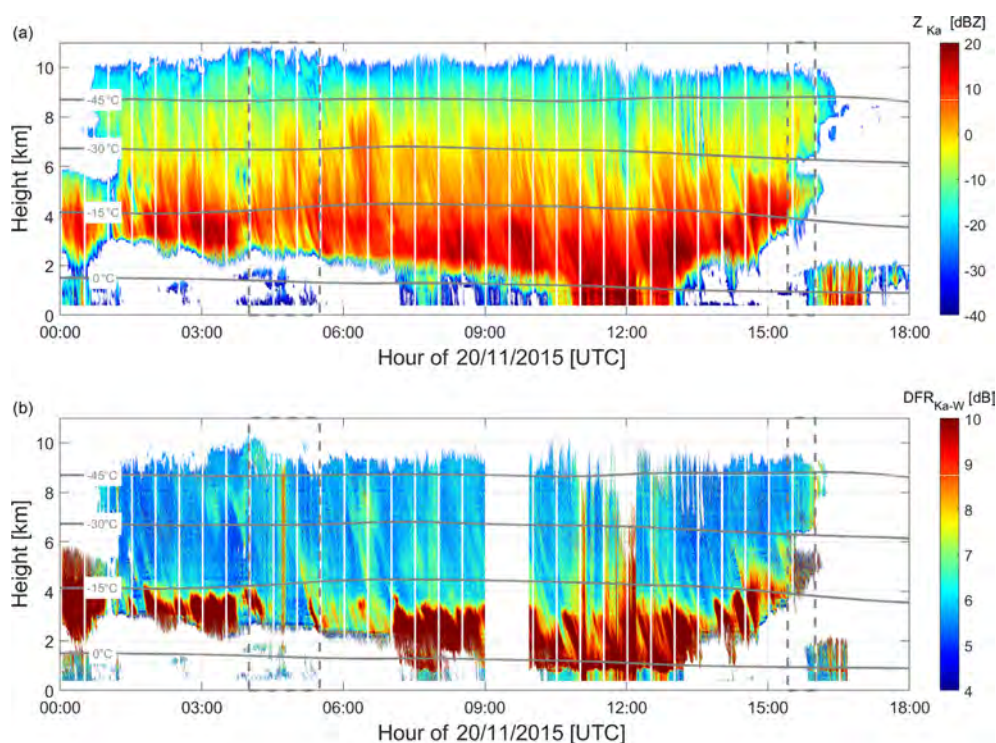 (a)
Z Ka [dBZ]
Height [km]
10
8
6
4
2
0
-45 °C
-30 °C
-15 °C
0 °C
20
10
0
-10
-20
-30
-40
00:00 03:00 06:00 09:00 12:00 15:00 18:00
Hour of 20/11/2015 [UTC]
(b)
DFR Ka-W [dB]
Height [km]
10
8
6
4
2
0
-45°C
-30°C
-15°C
0°C
10
9
8
7
6
5
4
00:00 03:00 06:00 09:00 12:00 15:00 18:00
Hour of 20/11/2015 [UTC]